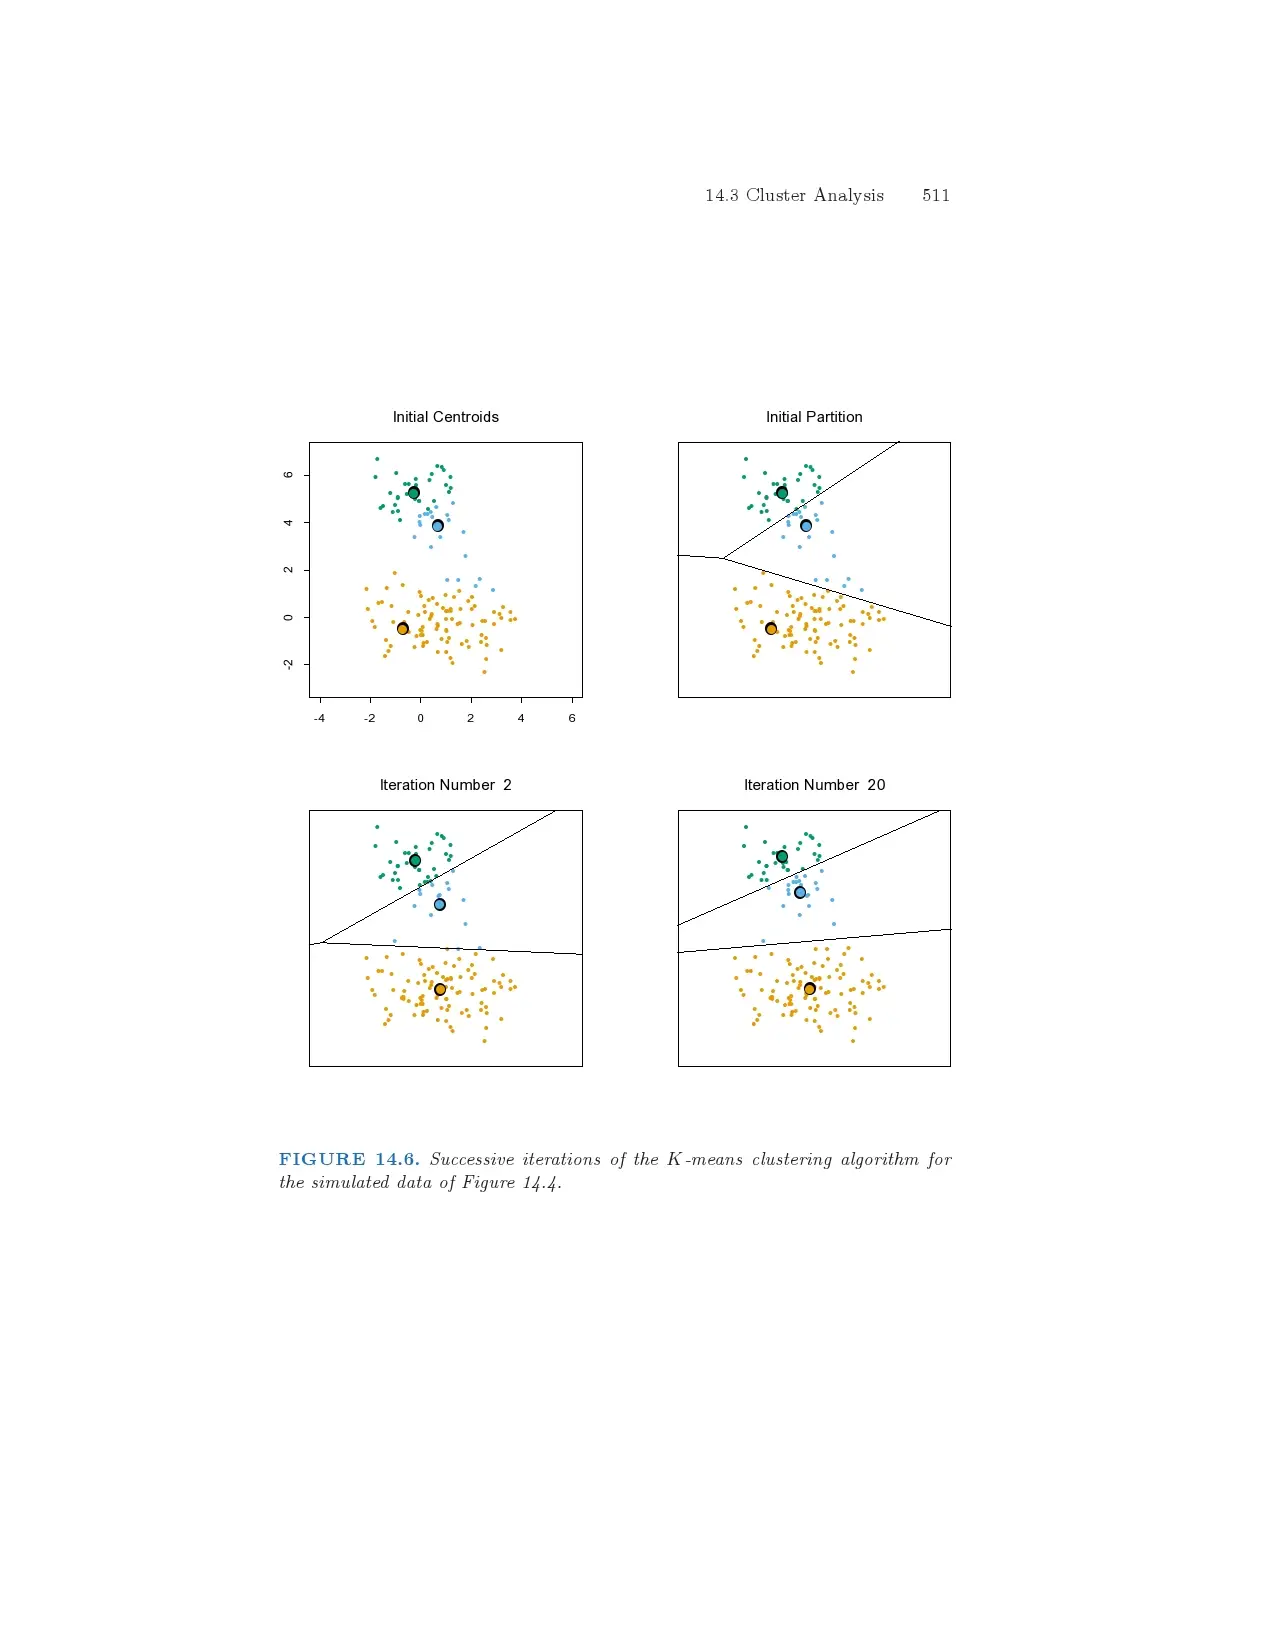 14.3 Cluster Analysis 511
Initial Centroids
Initial Partition
6
4
2
0
-2
-4 -2 0 2 4 6
Iteration Number 2
Iteration Number 20
FIGURE 14.6. Successive iterations of the K-means clustering algorithm for
the simulated data of Figure 14.4.